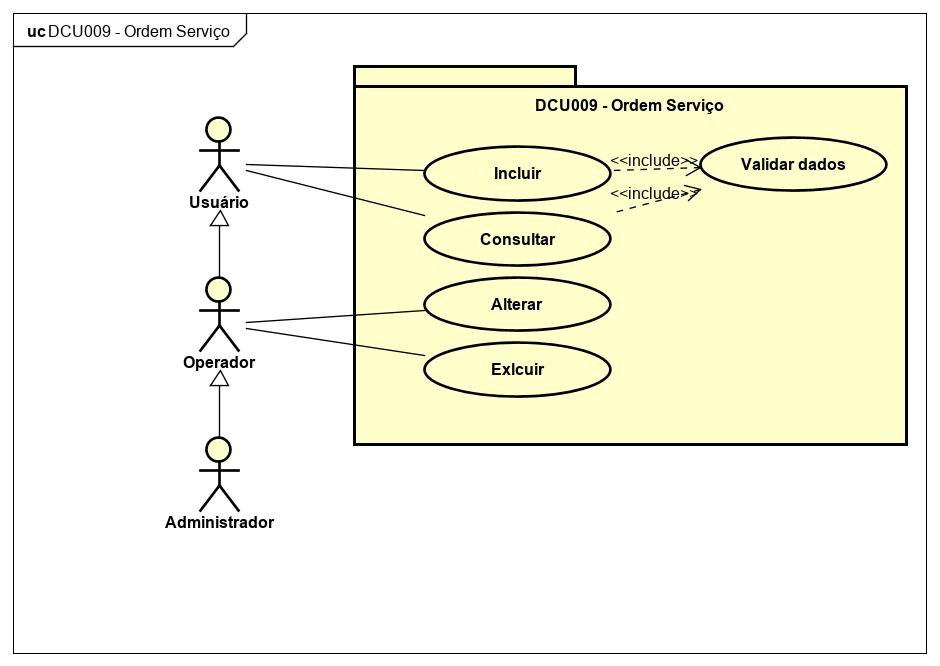 uc DCU009 - Ordem Serviço
DCU009 - Ordem Serviço
Usuário
Incluir
<<include>>
Validar dados
<<include>>
Consultar
Operador
Alterar
Exlcuir
Administrador